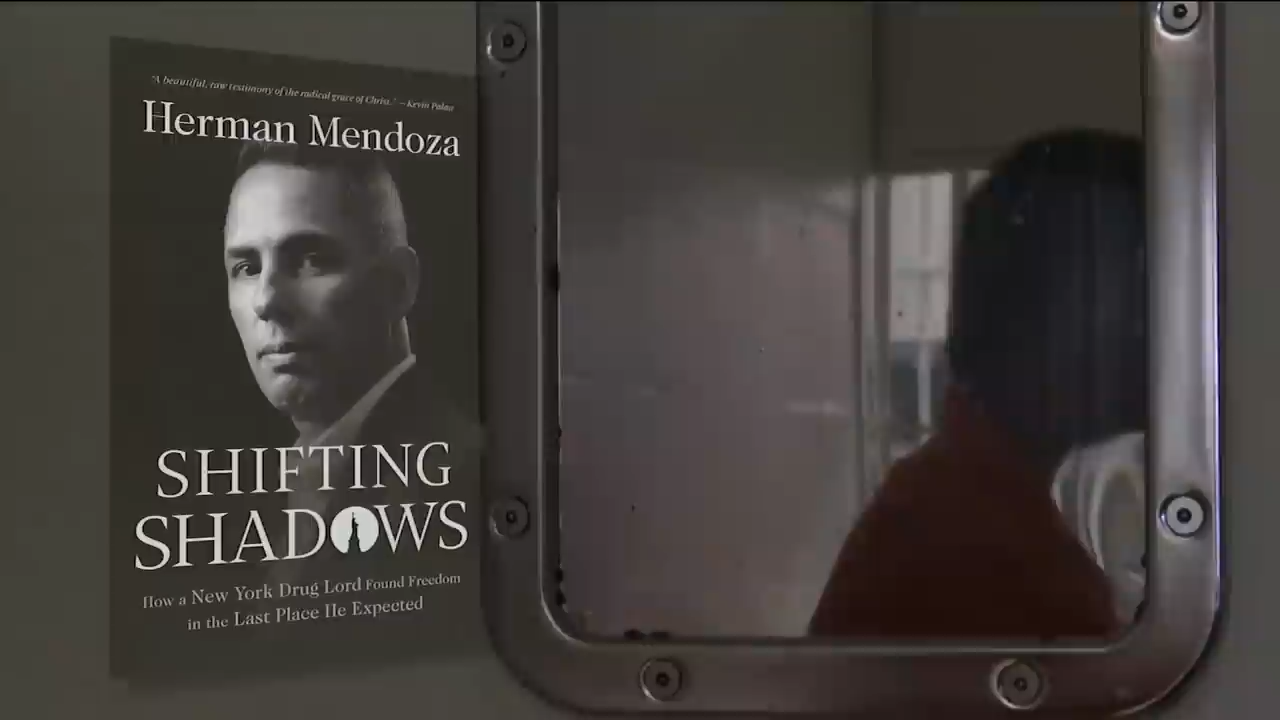 "A beautiful, raw testimony of the radical grace of Christ." —Kevin Palau
Herman Mendoza
SHIFTING
SHADOWS
How a New York Drug Lord Found Freedom
in the Last Place He Expected